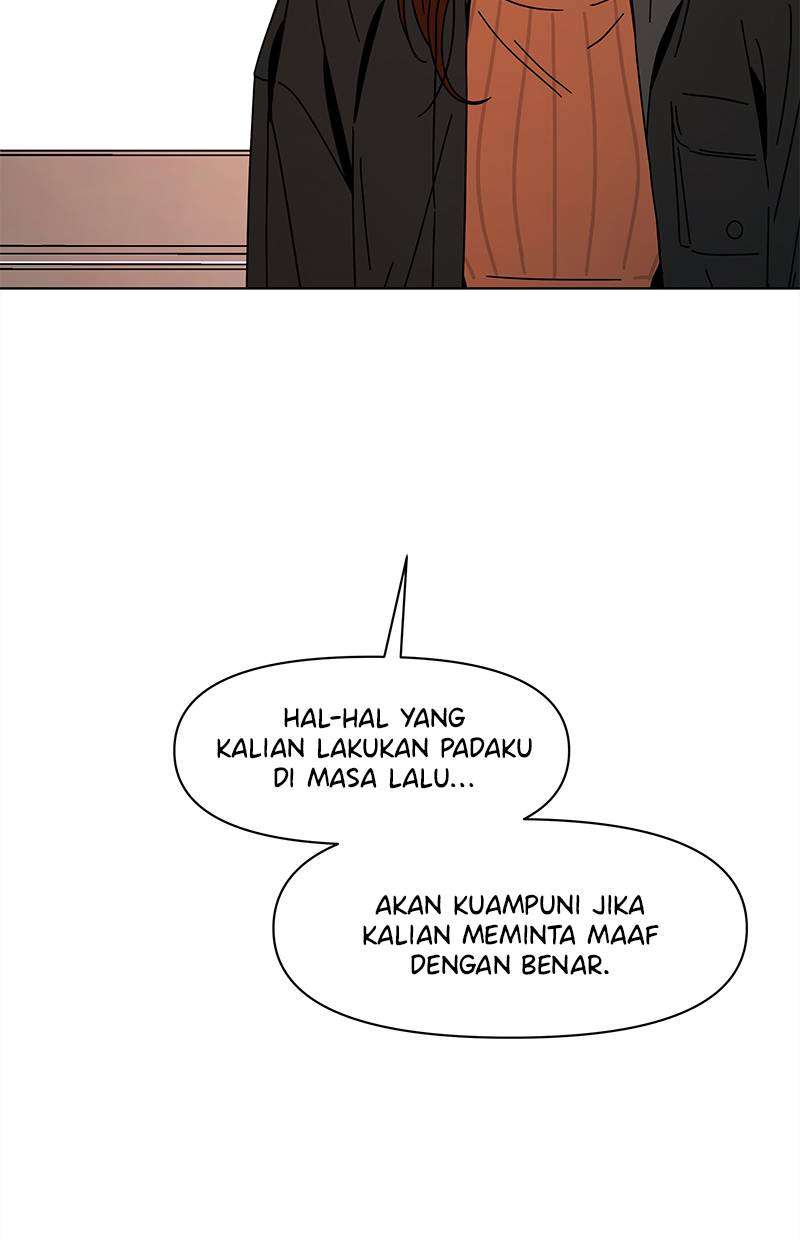 HAL-HAL YANG
KALIAN LAKUKAN PADAKU
DI MASA LALU...
AKAN KUAMPUNI JIKA
KALIAN MEMINTA MAAF
DENGAN BENAR.